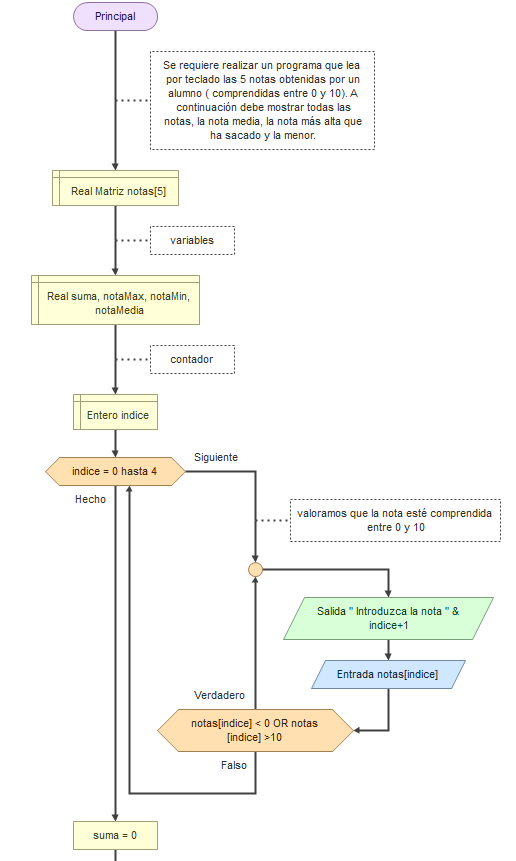 Principal
Se requiere realizar un programa que lea
por teclado las 5 notas obtenidas por un
alumno ( comprendidas entre 0 y 10). A
continuación debe mostrar todas las
notas, la nota media, la nota más alta que
ha sacado y la menor.
Real Matriz notas[5]
variables
Real suma, notaMax, notaMin,
notaMedia
contador
Entero indice
indice = 0 hasta 4
Siguiente
Hecho
valoramos que la nota esté comprendida
entre 0 y 10
Salida " Introduzca la nota " &
indice+1
Entrada notas[indice]
Verdadero
notas[indice] < 0 OR notas
[indice] >10
Falso
suma = 0